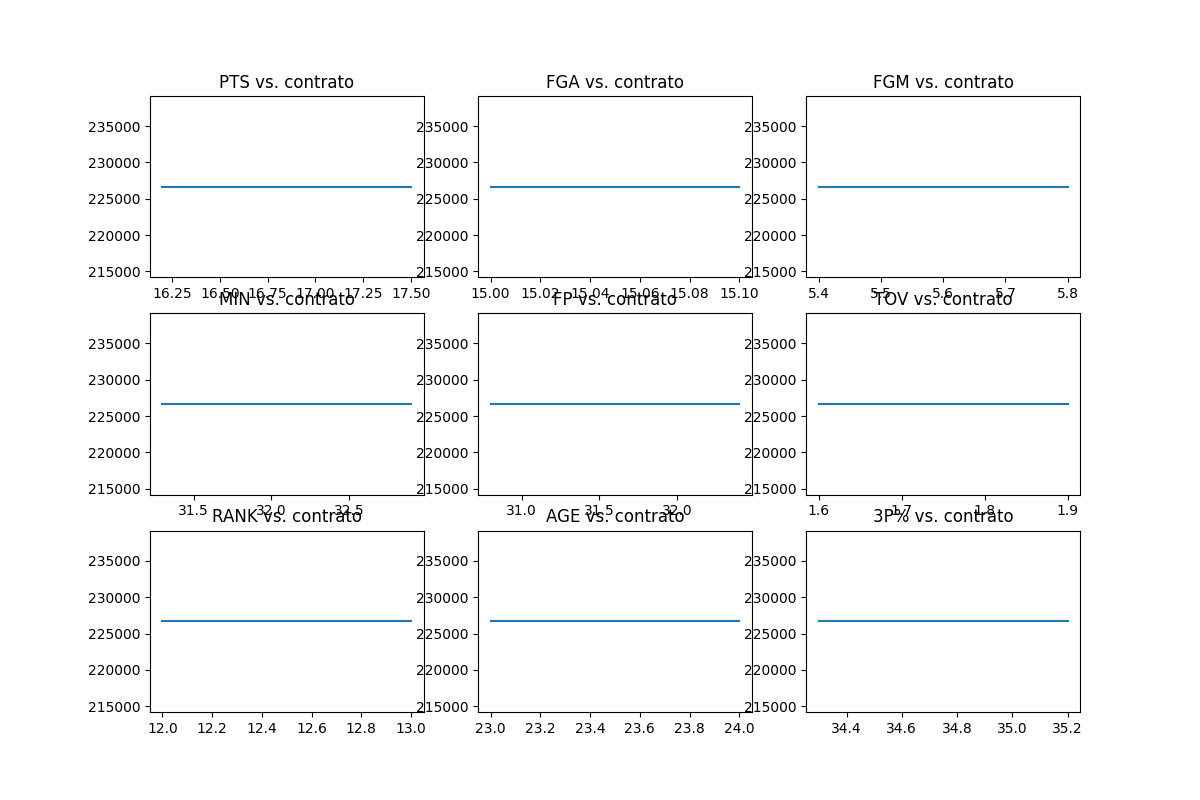 PTS vs. contrato
FGA vs. contrato
FGM vs. contrato
235000
230000
225000
220000
215000
235000
230000
225000
220000
215000
235000
230000
225000
220000
215000
16.25 16.50 16.75 17.00 17.25 17.50
15.00 15.02 15.04 15.06 15.08 15.10
5.4 5.5 5.6 5.7 5.8
MIN vs. contrato
FP vs. contrato
TOV vs. contrato
235000
230000
225000
220000
215000
235000
230000
225000
220000
215000
235000
230000
225000
220000
215000
31.5 32.0 32.5
31.0 31.5 32.0
1.6 1.7 1.8 1.9
RANK vs. contrato
AGE vs. contrato
3P% vs. contrato
235000
230000
225000
220000
215000
235000
230000
225000
220000
215000
235000
230000
225000
220000
215000
12.0 12.2 12.4 12.6 12.8 13.0
23.0 23.2 23.4 23.6 23.8 24.0
34.4 34.6 34.8 35.0 35.2